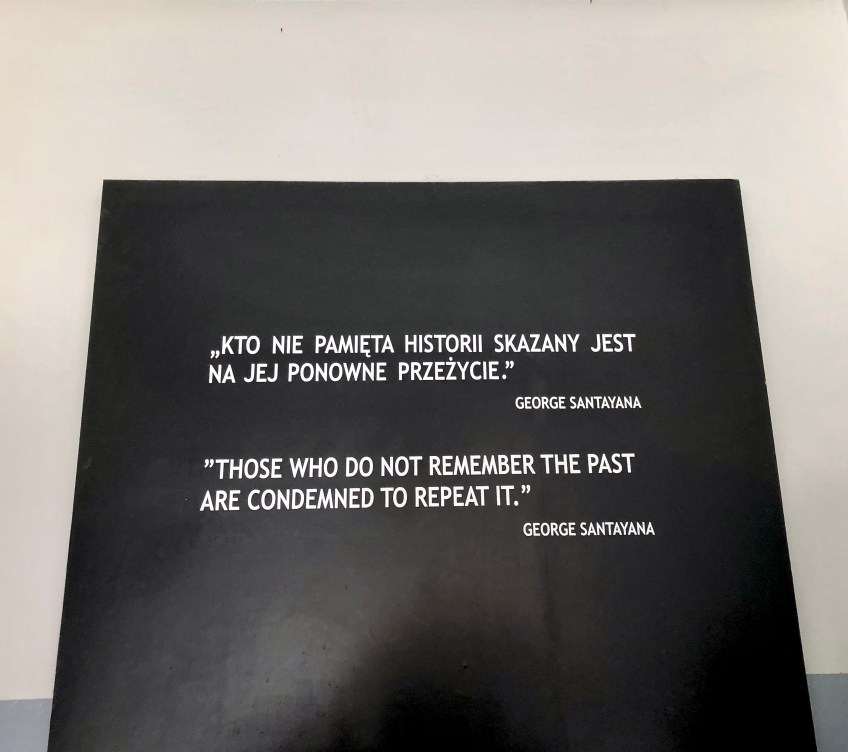 „KTO NIE PAMIĘTA HISTORII SKAZANY JEST
NA JEJ PONOWNE PRZEŻYCIE.”
GEORGE SANTAYANA
”THOSE WHO DO NOT REMEMBER THE PAST
ARE CONDEMNED TO REPEAT IT.”
GEORGE SANTAYANA